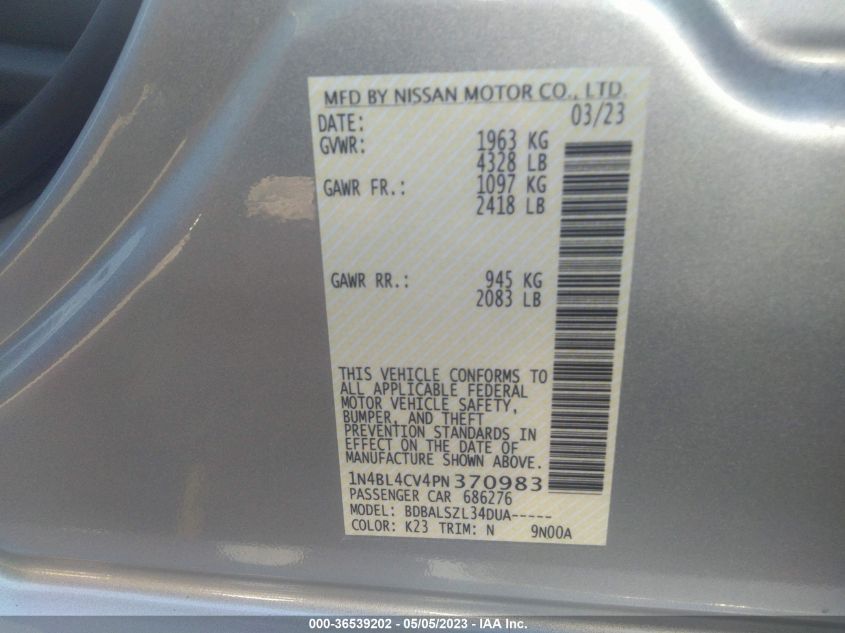 MFD BY NISSAN MOTOR CO., LTD.
DATE: 03/23
GVWR: 1963 KG
4328 LB
GAWR FR.: 1097 KG
2418 LB
GAWR RR.: 945 KG
2083 LB
THIS VEHICLE CONFORMS TO
ALL APPLICABLE FEDERAL
MOTOR VEHICLE SAFETY,
BUMPER, AND THEFT
PREVENTION STANDARDS IN
EFFECT ON THE DATE OF
MANUFACTURE SHOWN ABOVE.
1N4BL4CV4PN370983
PASSENGER CAR 686276
MODEL: BDBALSZL34DUA-----
COLOR: K23 TRIM: N 9N00A
000-36539202 - 05/05/2023 - IAA Inc.